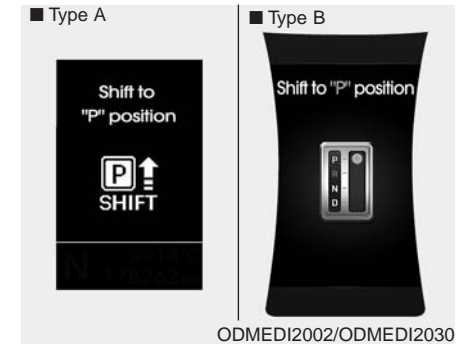 ■ Type A
Shift to
"P" position
P
SHIFT
N
■ Type B
Shift to "P" position
P
R
N
D
ODMEDI2002/ODMEDI2030